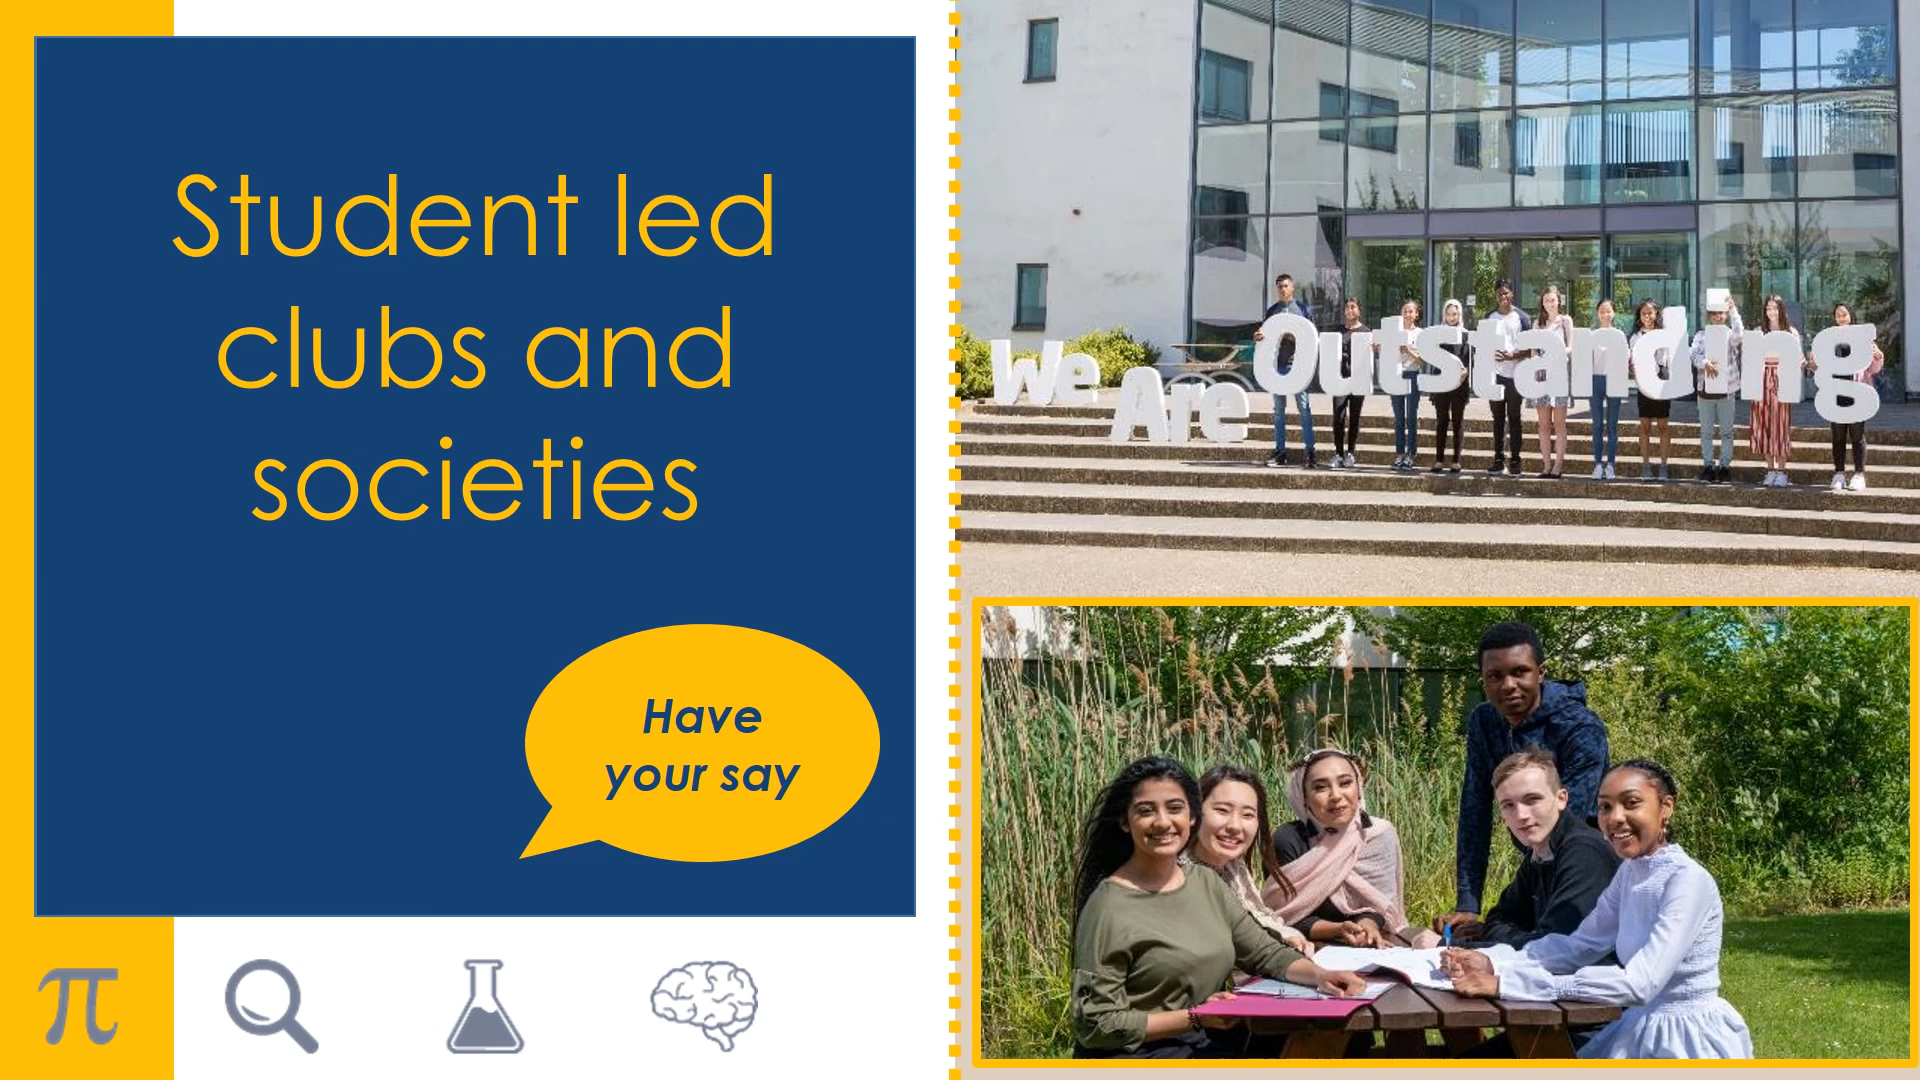 Student led
clubs and
societies
Have
your say
π
We
Are
Outstanding